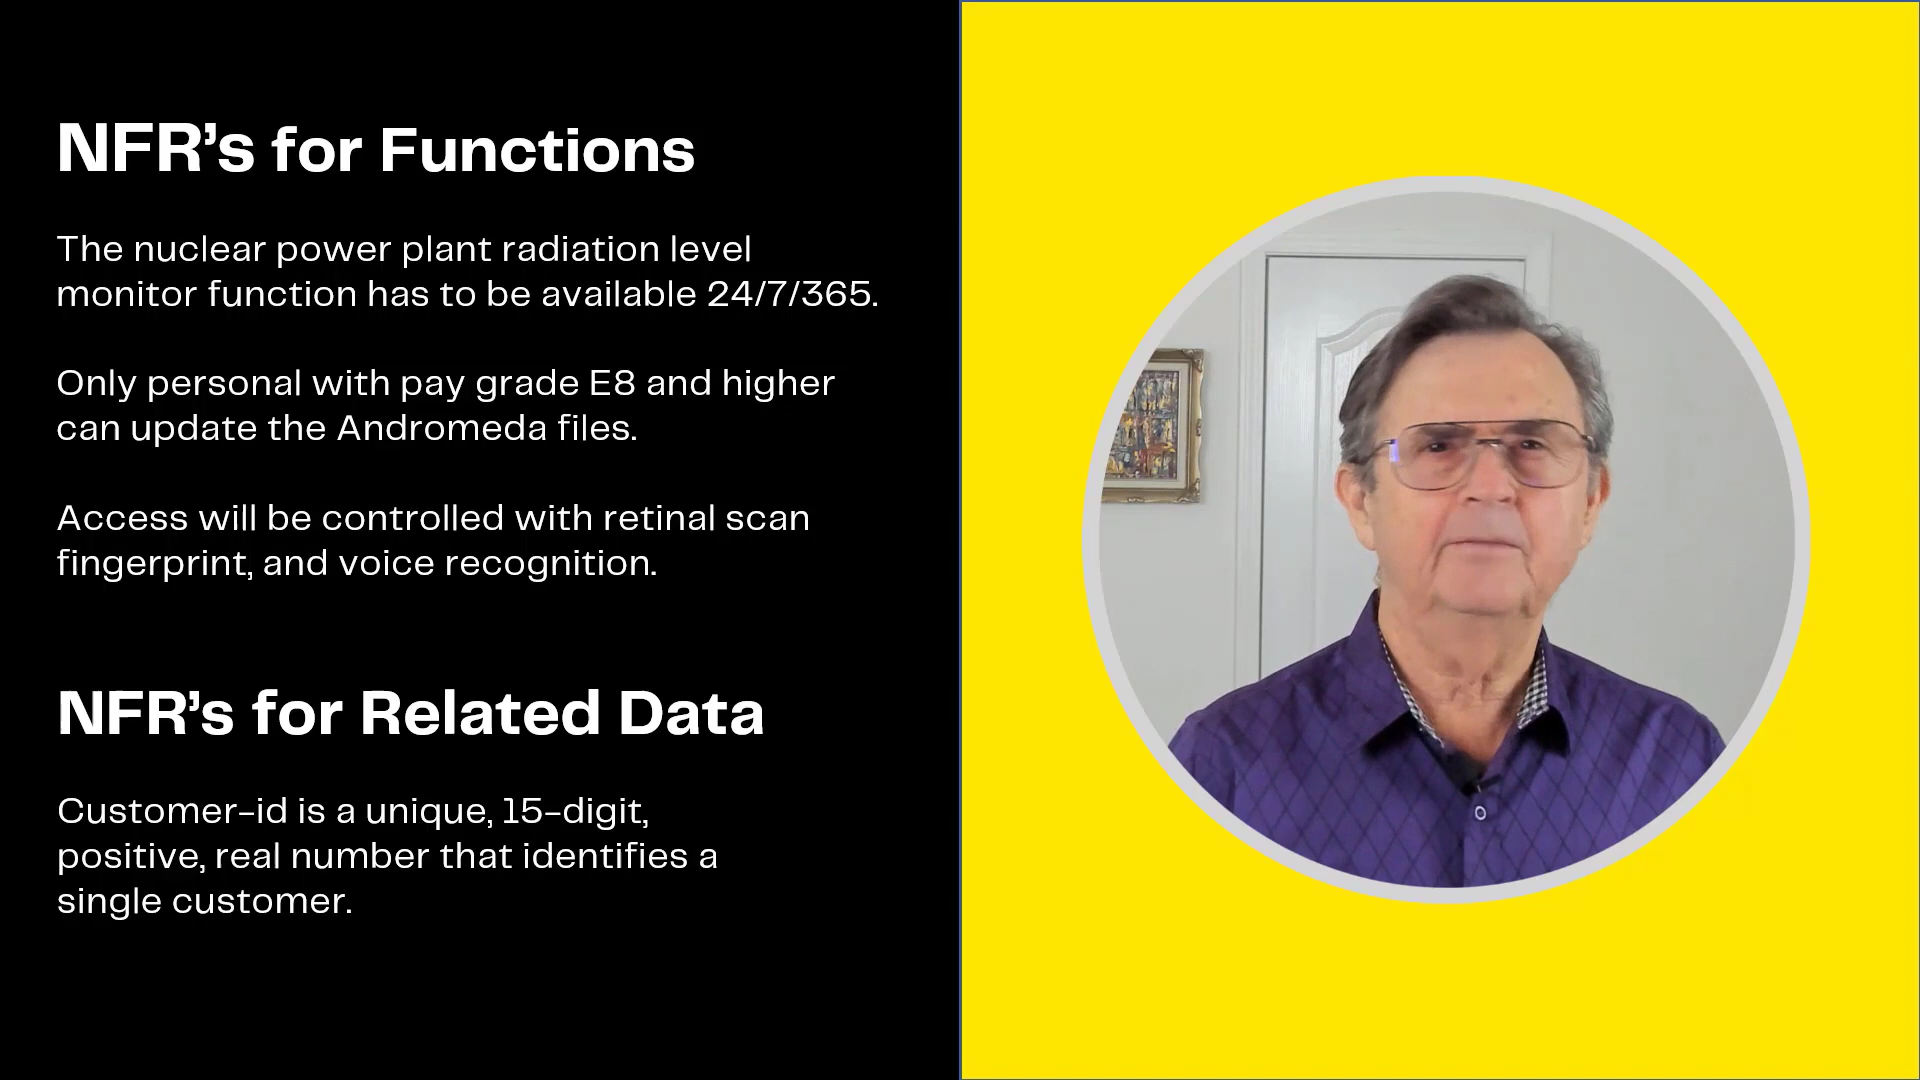 NFR’s for Functions
The nuclear power plant radiation level
monitor function has to be available 24/7/365.
Only personal with pay grade E8 and higher
can update the Andromeda files.
Access will be controlled with retinal scan
fingerprint, and voice recognition.
NFR’s for Related Data
Customer-id is a unique, 15-digit,
positive, real number that identifies a
single customer.